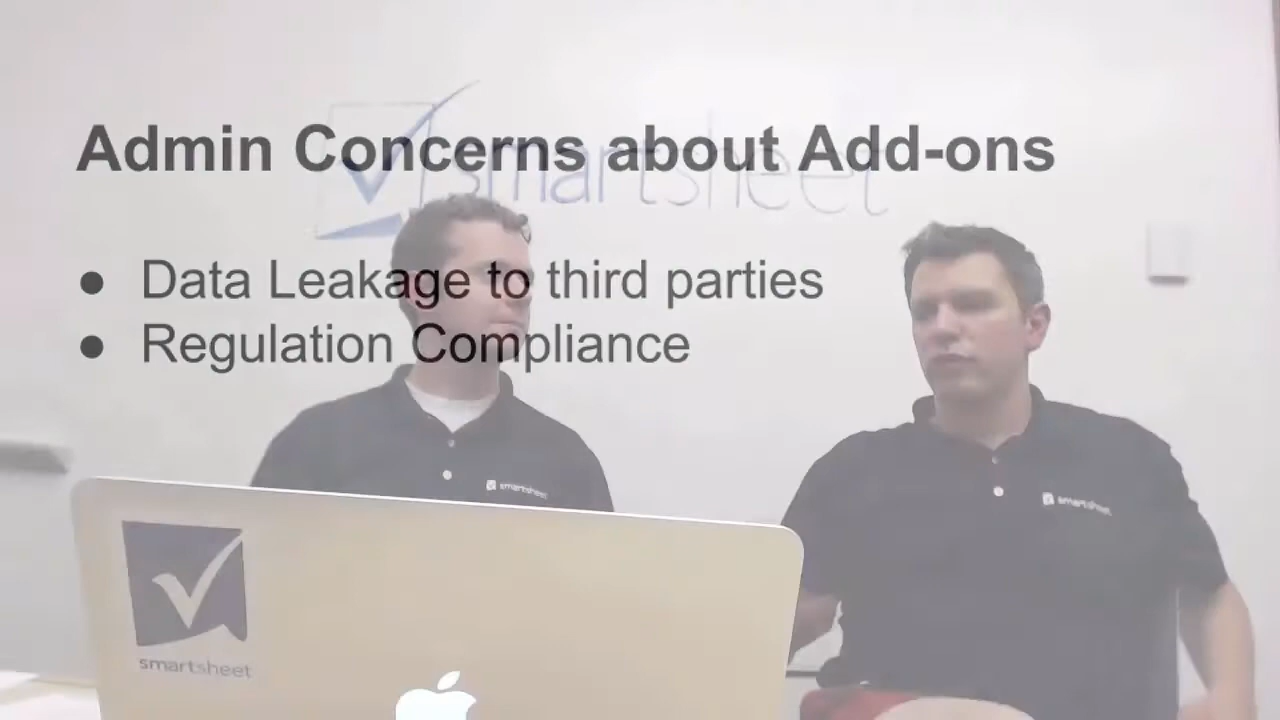 Admin Concerns about Add-ons
smartsheet
● Data Leakage to third parties
● Regulation Compliance
smartsheet
smartsheet
smartsheet